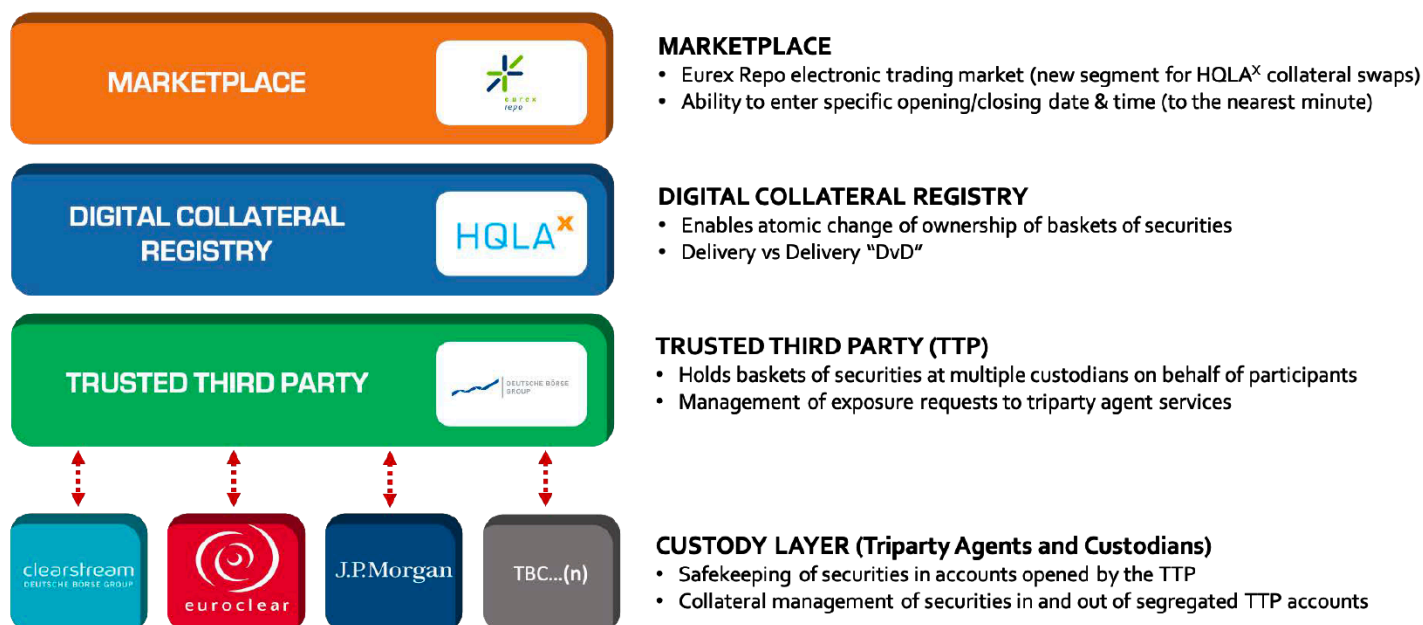 MARKETPLACE
eurex
repo
MARKETPLACE
• Eurex Repo electronic trading market (new segment for HQLAˣ collateral swaps)
• Ability to enter specific opening/closing date & time (to the nearest minute)
DIGITAL COLLATERAL
REGISTRY
HQLAˣ
DIGITAL COLLATERAL REGISTRY
• Enables atomic change of ownership of baskets of securities
• Delivery vs Delivery “DvD”
TRUSTED THIRD PARTY
DEUTSCHE BÖRSE
GROUP
TRUSTED THIRD PARTY (TTP)
• Holds baskets of securities at multiple custodians on behalf of participants
• Management of exposure requests to triparty agent services
clearstream
DEUTSCHE BÖRSE GROUP
euroclear
J.P.Morgan
TBC...(n)
CUSTODY LAYER (Triparty Agents and Custodians)
• Safekeeping of securities in accounts opened by the TTP
• Collateral management of securities in and out of segregated TTP accounts